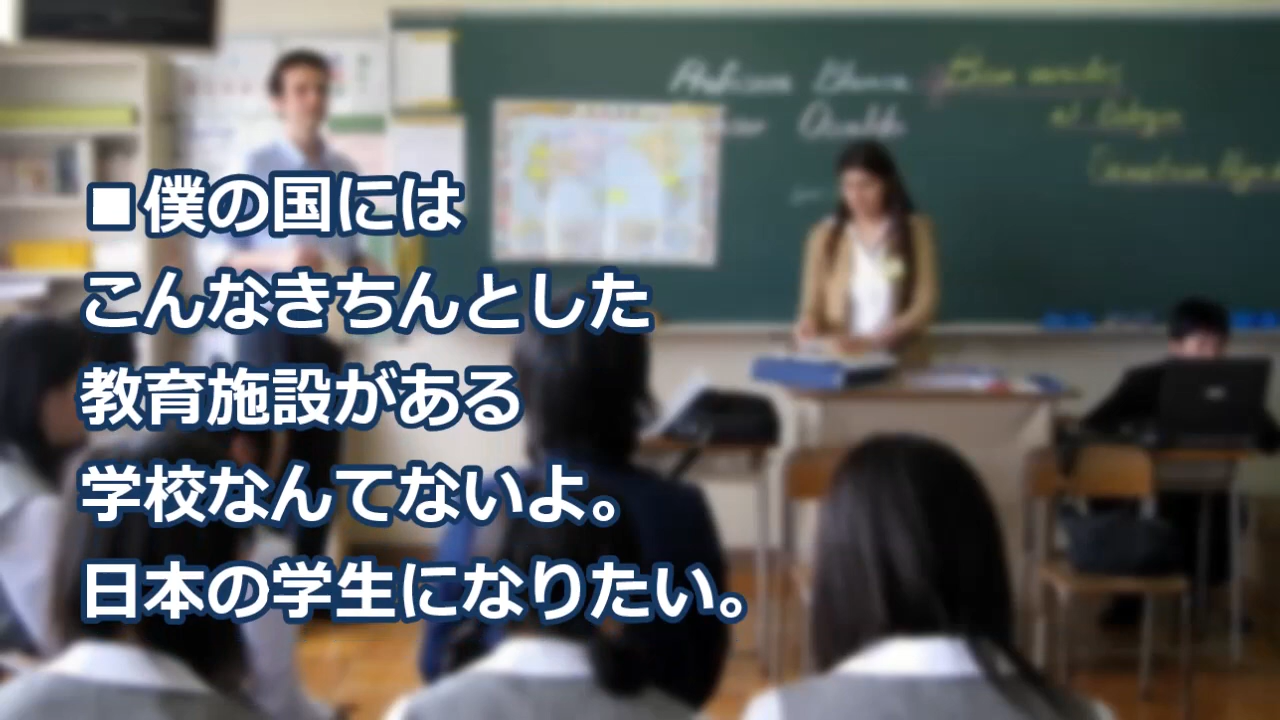 ■僕の国には
こんなきちんとした
教育施設がある
学校なんてないよ。
日本の学生になりたい。